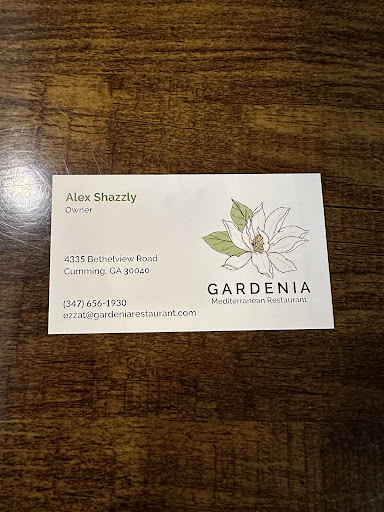 Alex Shazzly
Owner
4335 Bethelview Road
Cumming, GA 30040
(347) 656-1930
ezzat@gardeniarestaurant.com
GARDENIA
Mediterranean Restaurant